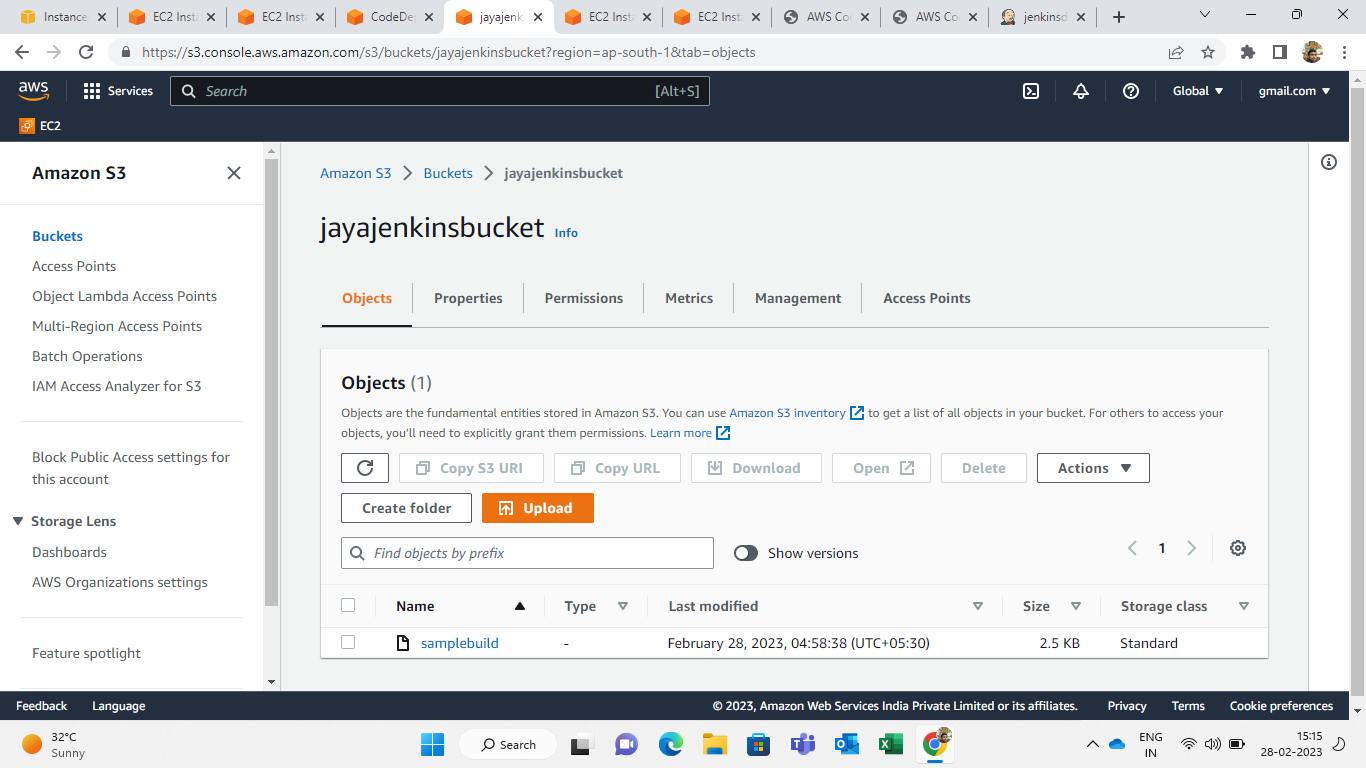 Instance
EC2 Inst
EC2 Inst
CodeDep
jayajenk
EC2 Inst
EC2 Inst
AWS Co
AWS Co
jenkinsd
https://s3.console.aws.amazon.com/s3/buckets/jayajenkinsbucket?region=ap-south-1&tab=objects
aws
Services
Search
[Alt+S]
Global
gmail.com
EC2
Amazon S3
Buckets
Access Points
Object Lambda Access Points
Multi-Region Access Points
Batch Operations
IAM Access Analyzer for S3
Block Public Access settings for
this account
Storage Lens
Dashboards
AWS Organizations settings
Feature spotlight
Amazon S3 > Buckets > jayajenkinsbucket
jayajenkinsbucket Info
Objects Properties Permissions Metrics Management Access Points
Objects (1)
Objects are the fundamental entities stored in Amazon S3. You can use Amazon S3 inventory to get a list of all objects in your bucket. For others to access your
objects, you'll need to explicitly grant them permissions. Learn more
Copy S3 URI Copy URL Download Open Delete Actions
Create folder Upload
Find objects by prefix Show versions 1
Name Type Last modified Size Storage class
samplebuild - February 28, 2023, 04:58:38 (UTC+05:30) 2.5 KB Standard
Feedback Language © 2023, Amazon Web Services India Private Limited or its affiliates. Privacy Terms Cookie preferences
32°C
Sunny
Search
ENG
IN
15:15
28-02-2023